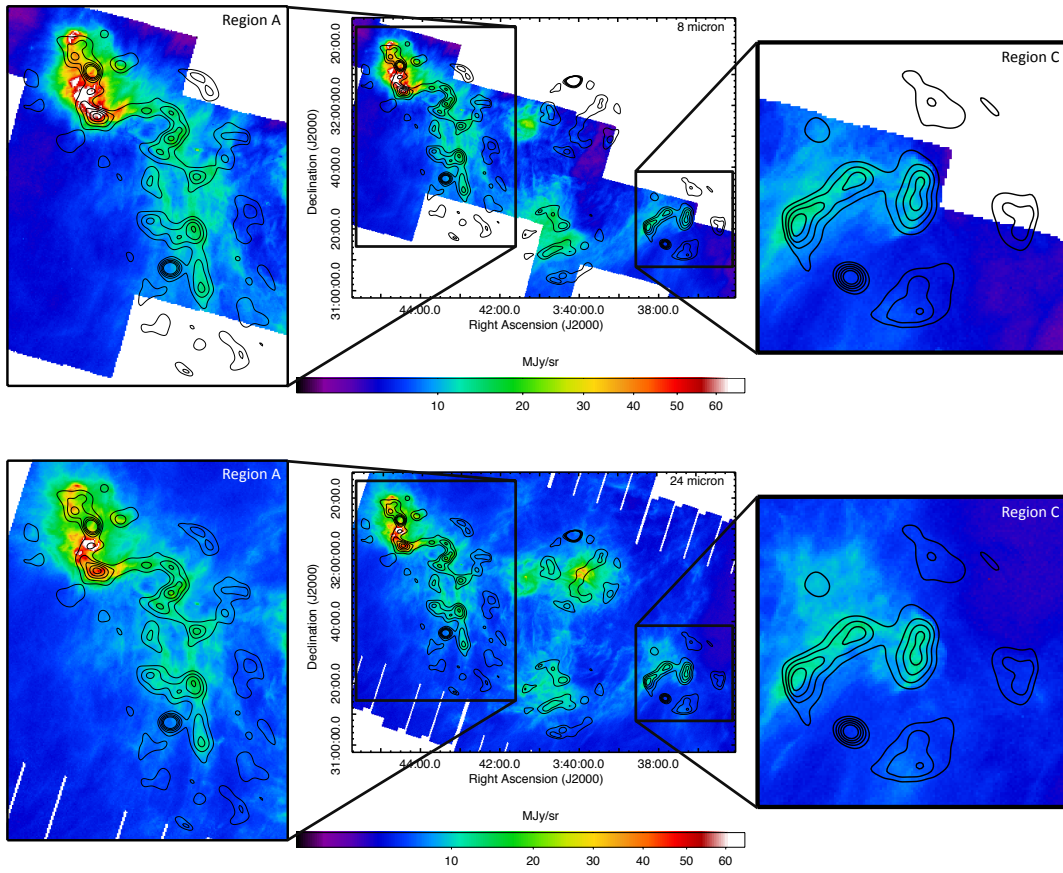 Region A
8 micron
Region C
Declination (J2000)
20:00.0
32:00:00.0
40:00.0
20:00.0
31:00:00.0
44:00.0
42:00.0
3:40:00.0
38:00.0
Right Ascension (J2000)
MJy/sr
10
20
30
40
50
60
Region A
24 micron
Region C
Declination (J2000)
20:00.0
32:00:00.0
40:00.0
20:00.0
31:00:00.0
44:00.0
42:00.0
3:40:00.0
38:00.0
Right Ascension (J2000)
MJy/sr
10
20
30
40
50
60